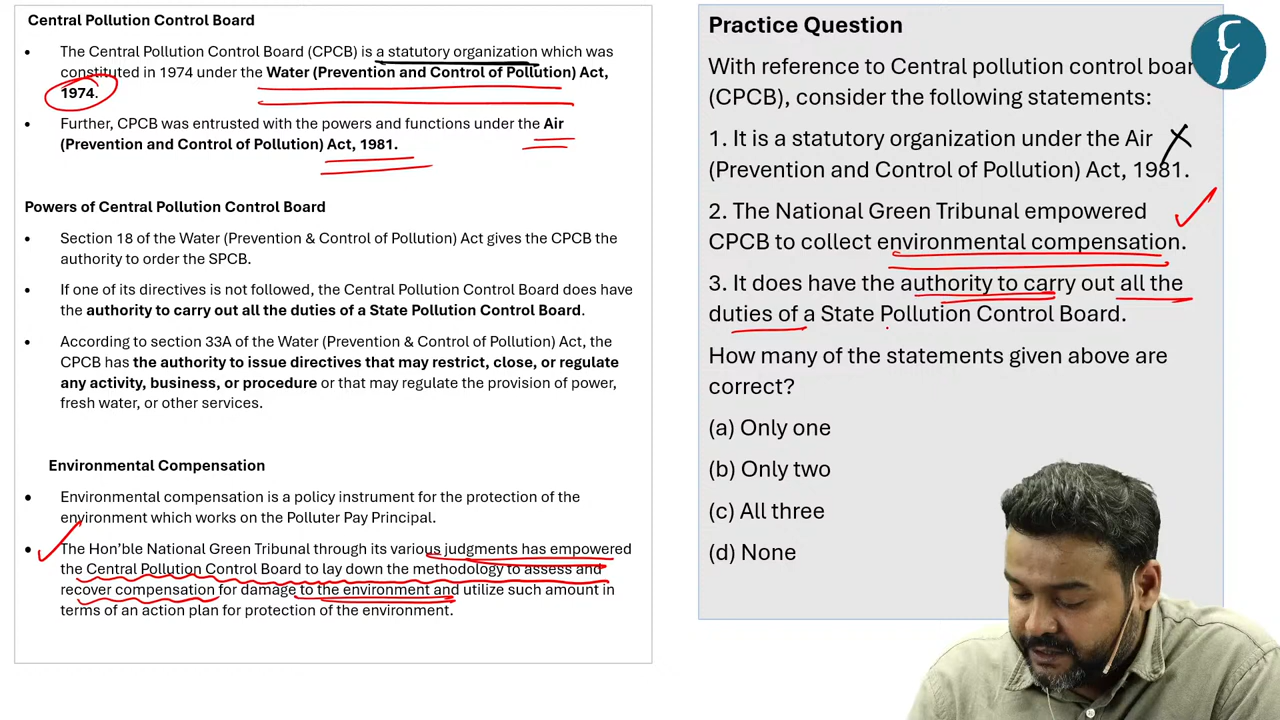 Central Pollution Control Board
• The Central Pollution Control Board (CPCB) is a statutory organization which was
constituted in 1974 under the Water (Prevention and Control of Pollution) Act,
1974.
• Further, CPCB was entrusted with the powers and functions under the Air
(Prevention and Control of Pollution) Act, 1981.
Powers of Central Pollution Control Board
• Section 18 of the Water (Prevention & Control of Pollution) Act gives the CPCB the
authority to order the SPCB.
• If one of its directives is not followed, the Central Pollution Control Board does have
the authority to carry out all the duties of a State Pollution Control Board.
• According to section 33A of the Water (Prevention & Control of Pollution) Act, the
CPCB has the authority to issue directives that may restrict, close, or regulate
any activity, business, or procedure or that may regulate the provision of power,
fresh water, or other services.
Environmental Compensation
• Environmental compensation is a policy instrument for the protection of the
environment which works on the Polluter Pay Principal.
• The Hon'ble National Green Tribunal through its various judgments has empowered
the Central Pollution Control Board to lay down the methodology to assess and
recover compensation for damage to the environment and utilize such amount in
terms of an action plan for protection of the environment.
Practice Question
With reference to Central pollution control boar
(CPCB), consider the following statements:
1. It is a statutory organization under the Air
(Prevention and Control of Pollution) Act, 1981.
2. The National Green Tribunal empowered
CPCB to collect environmental compensation.
3. It does have the authority to carry out all the
duties of a State Pollution Control Board.
How many of the statements given above are
correct?
(a) Only one
(b) Only two
(c) All three
(d) None